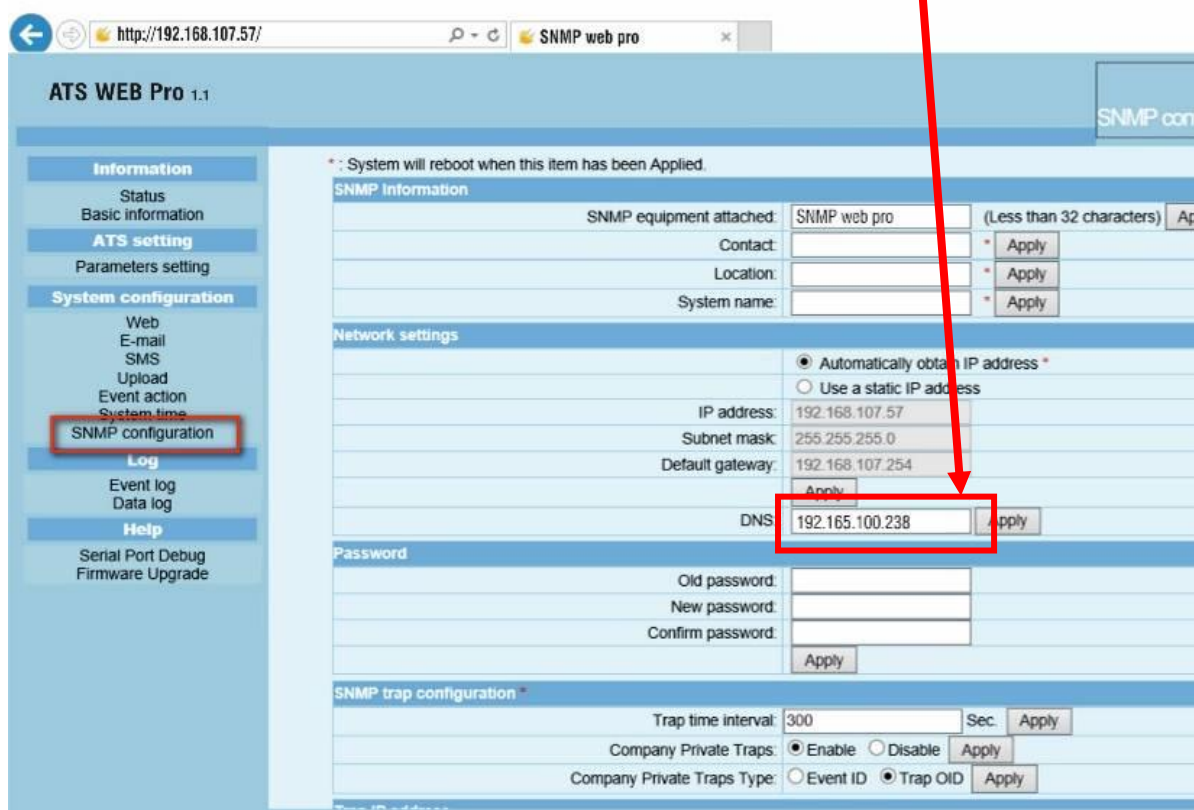 http://192.168.107.57/
SNMP web pro
ATS WEB Pro 1.1
SNMP con
Information
Status
Basic information
ATS setting
Parameters setting
System configuration
Web
E-mail
SMS
Upload
Event action
System time
SNMP configuration
Log
Event log
Data log
Help
Serial Port Debug
Firmware Upgrade
* : System will reboot when this item has been Applied.
SNMP Information
SNMP equipment attached: SNMP web pro (Less than 32 characters) Ap
Contact: * Apply
Location: * Apply
System name: * Apply
Network settings
Automatically obtain IP address *
Use a static IP address
IP address: 192.168.107.57
Subnet mask: 255.255.255.0
Default gateway: 192.168.107.254
Apply
DNS: 192.165.100.238 Apply
Password
Old password:
New password:
Confirm password:
Apply
SNMP trap configuration *
Trap time interval: 300 Sec. Apply
Company Private Traps: Enable Disable Apply
Company Private Traps Type: Event ID Trap OID Apply
Trap IP address